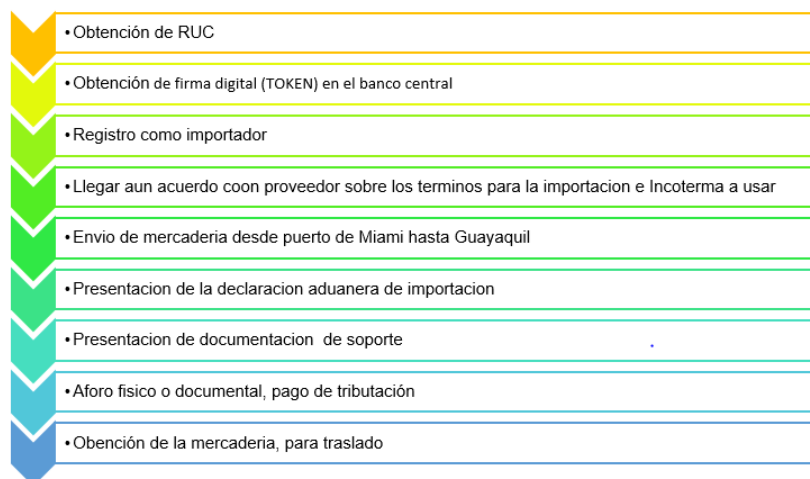 •Obtención de RUC
•Obtención de firma digital (TOKEN) en el banco central
•Registro como importador
•Llegar aun acuerdo coon proveedor sobre los terminos para la importacion e Incoterma a usar
•Envio de mercaderia desde puerto de Miami hasta Guayaquil
•Presentacion de la declaracion aduanera de importacion
•Presentacion de documentacion  de soporte
•Aforo fisico o documental, pago de tributación
•Obención de la mercaderia, para traslado